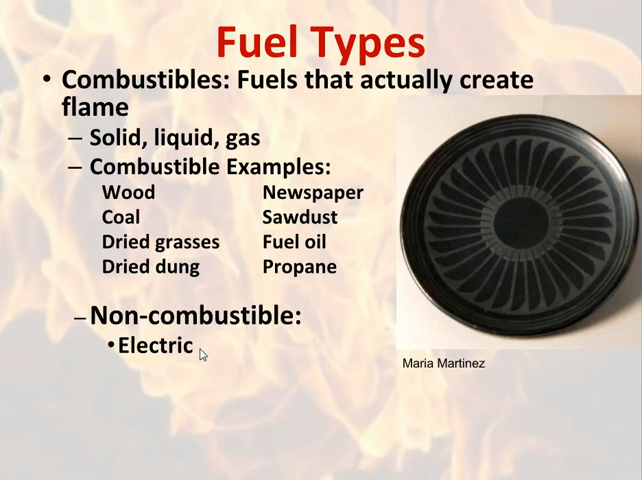 Fuel Types
• Combustibles: Fuels that actually create
flame
– Solid, liquid, gas
– Combustible Examples:
Wood Newspaper
Coal Sawdust
Dried grasses Fuel oil
Dried dung Propane
– Non-combustible:
• Electric
Maria Martinez